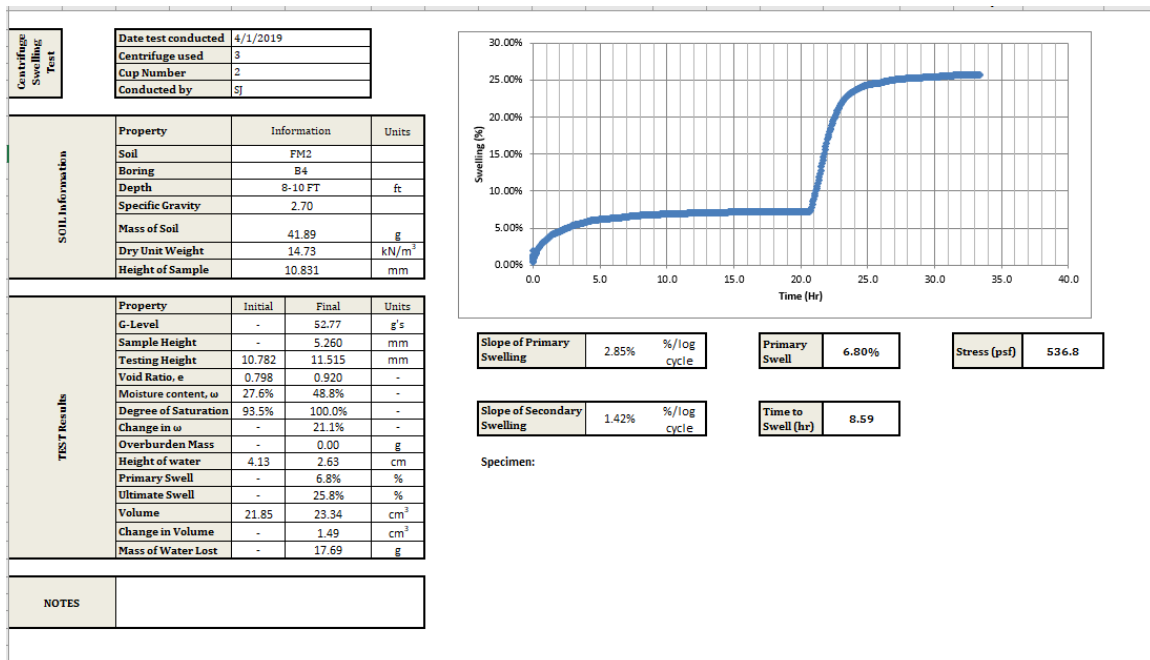 Centrifuge
Swelling
Test
Date test conducted 4/1/2019
Centrifuge used 3
Cup Number 2
Conducted by SJ
SOIL Information
Property Information Units
Soil FM2
Boring B4
Depth 8-10 FT ft
Specific Gravity 2.70
Mass of Soil 41.89 g
Dry Unit Weight 14.73 kN/m³
Height of Sample 10.831 mm
TEST Results
Property Initial Final Units
G-Level - 52.77 g's
Sample Height - 5.260 mm
Testing Height 10.782 11.515 mm
Void Ratio, e 0.798 0.920 -
Moisture content, ω 27.6% 48.8% -
Degree of Saturation 93.5% 100.0% -
Change in ω - 21.1% -
Overburden Mass - 0.00 g
Height of water 4.13 2.63 cm
Primary Swell - 6.8% %
Ultimate Swell - 25.8% %
Volume 21.85 23.34 cm³
Change in Volume - 1.49 cm³
Mass of Water Lost - 17.69 g
NOTES
30.00%
25.00%
20.00%
15.00%
10.00%
5.00%
0.00%
Swelling (%)
0.0 5.0 10.0 15.0 20.0 25.0 30.0 35.0 40.0
Time (Hr)
Slope of Primary
Swelling
2.85%
%/log
cycle
Primary
Swell
6.80%
Stress (psf) 536.8
Slope of Secondary
Swelling
1.42%
%/log
cycle
Time to
Swell (hr)
8.59
Specimen: